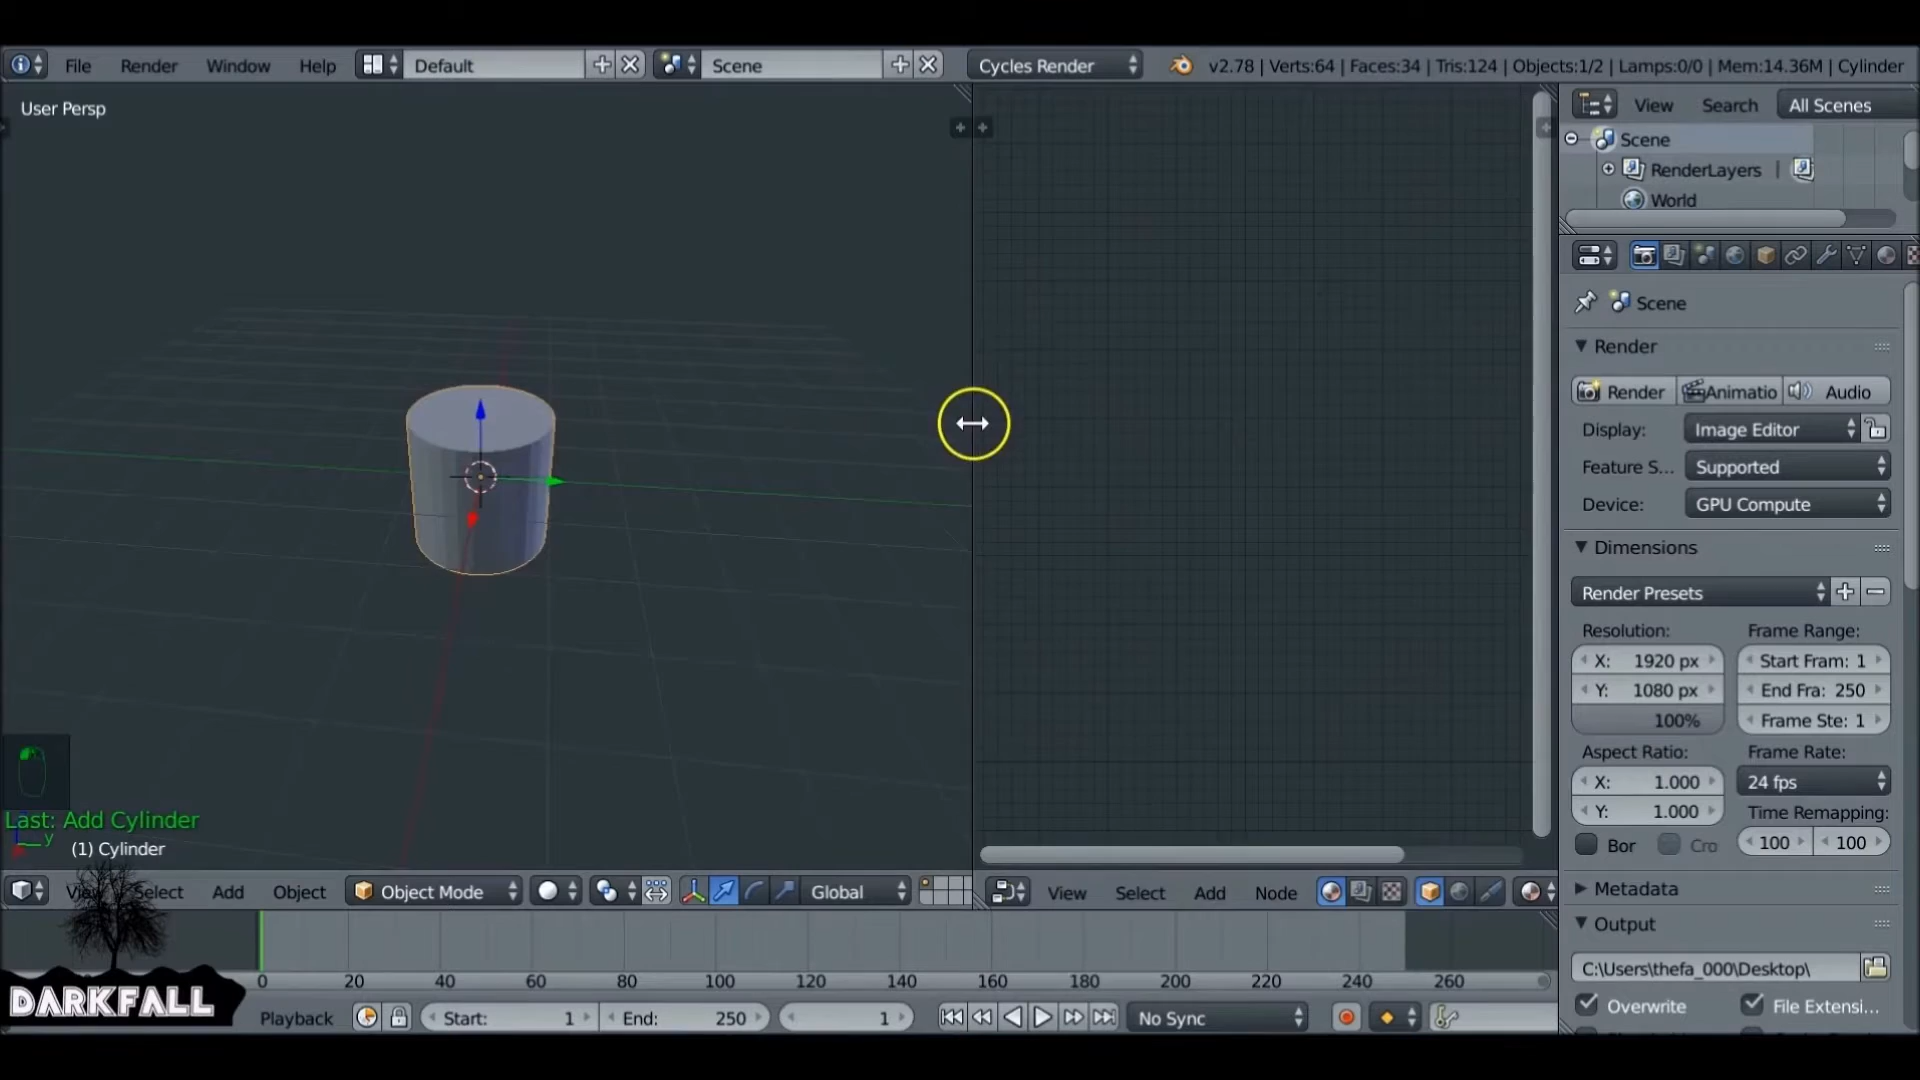 File Render Window Help Default Scene Cycles Render v2.78 | Verts:64 | Faces:34 | Tris:124 | Objects:1/2 | Lamps:0/0 | Mem:14.36M | Cylinder
User Persp
View Search All Scenes
Scene
RenderLayers
World
Scene
Render
Render Animatio Audio
Display: Image Editor
Feature S... Supported
Device: GPU Compute
Dimensions
Render Presets
Resolution: Frame Range:
X: 1920 px Start Fram: 1
Y: 1080 px End Fra: 250
100% Frame Ste: 1
Aspect Ratio: Frame Rate:
X: 1.000 24 fps
Y: 1.000 Time Remapping:
Bor Cro 100 100
Metadata
Output
C:\Users\thefa_000\Desktop\
Overwrite File Extensi...
Last: Add Cylinder
y
(1) Cylinder
Select Add Object Object Mode Global
View Select Add Node
0 20 40 60 80 100 120 140 160 180 200 220 240 260
DARKFALL
Playback Start: 1 End: 250 1 No Sync